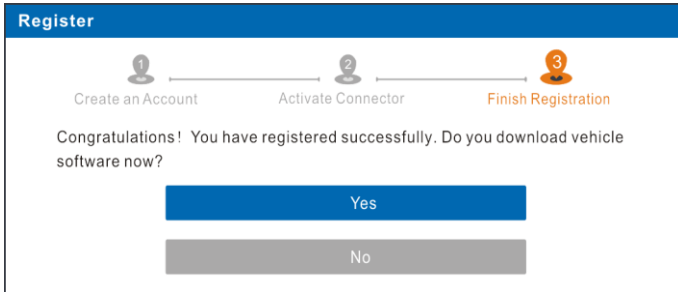 Register
1 2 3
Create an Account Activate Connector Finish Registration
Congratulations! You have registered successfully. Do you download vehicle
software now?
Yes
No